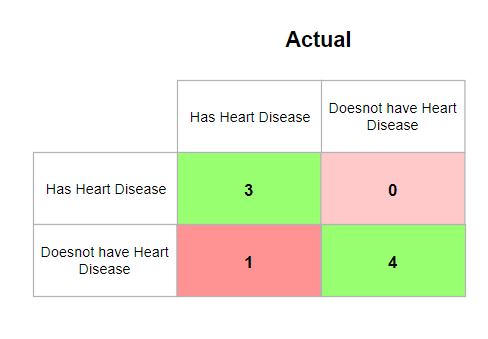 Actual
Has Heart Disease
Doesnot have Heart
Disease
Has Heart Disease
3
0
Doesnot have Heart
Disease
1
4